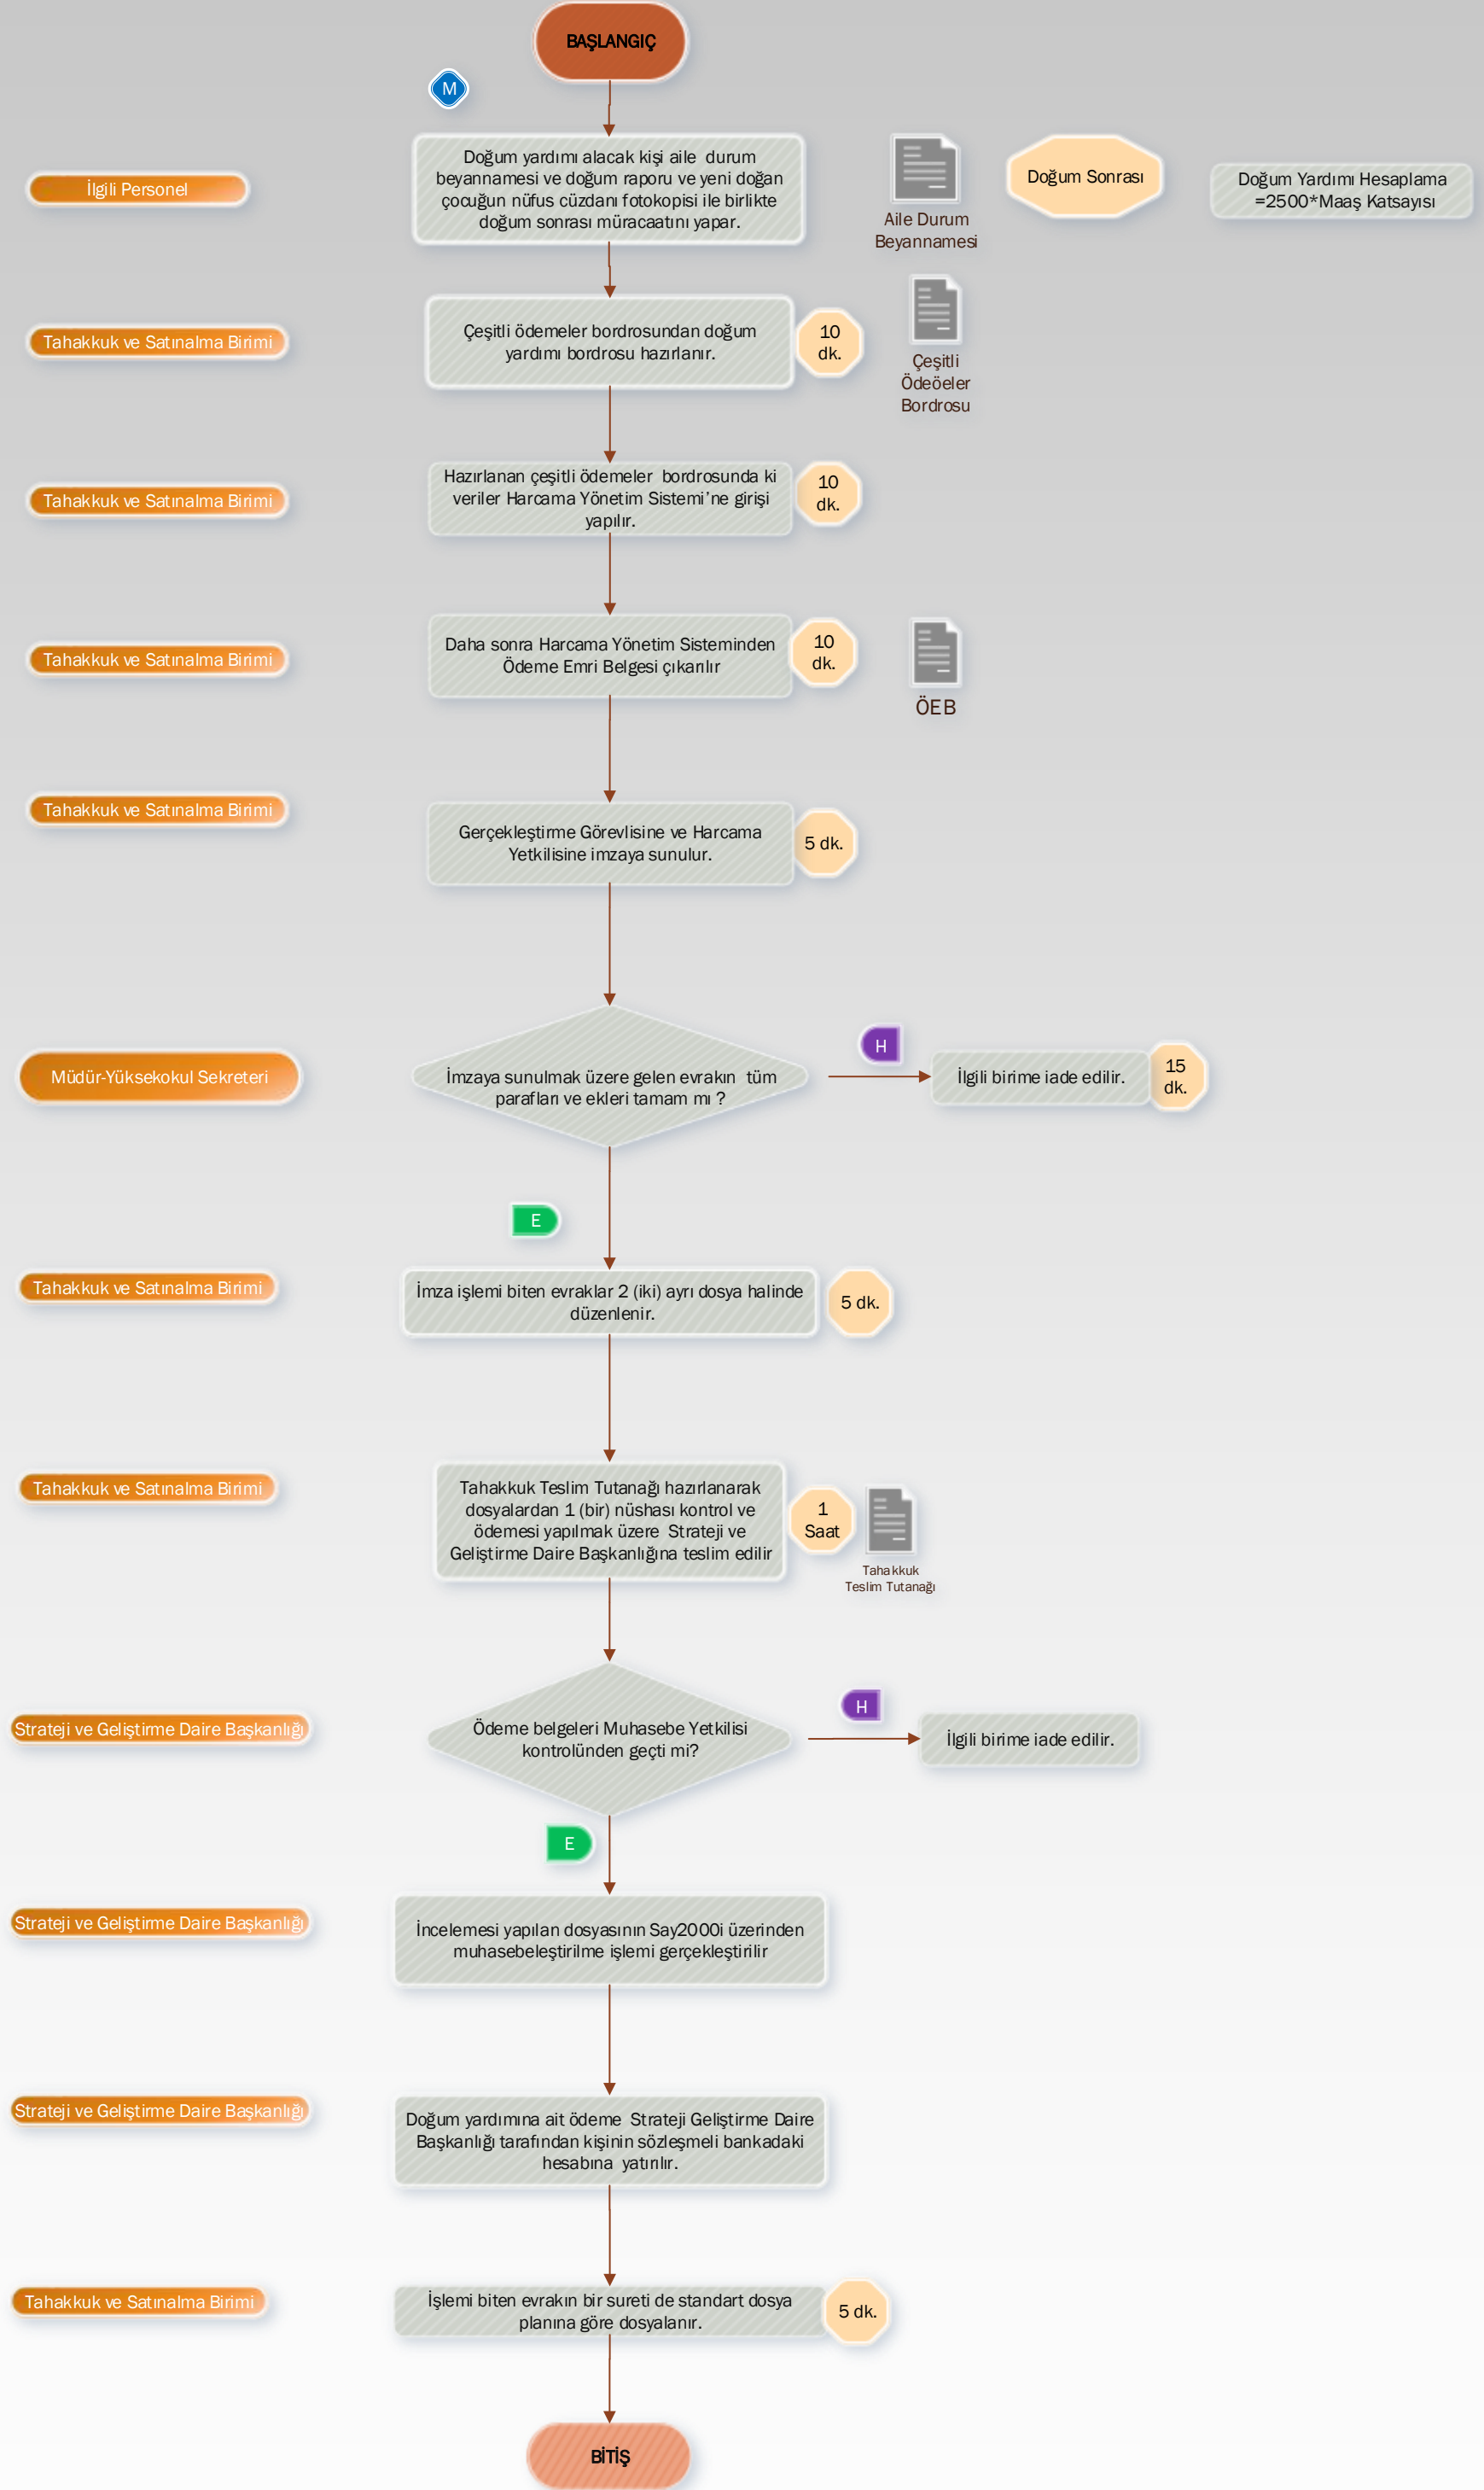 BAŞLANGIÇ
M
İlgili Personel
Doğum yardımı alacak kişi aile durum
beyannamesi ve doğum raporu ve yeni doğan
çocuğun nüfus cüzdanı fotokopisi ile birlikte
doğum sonrası müracaatını yapar.
Aile Durum
Beyannamesi
Doğum Sonrası
Doğum Yardımı Hesaplama
=2500*Maaş Katsayısı
Tahakkuk ve Satınalma Birimi
Çeşitli ödemeler bordrosundan doğum
yardımı bordrosu hazırlanır.
10
dk.
Çeşitli
Ödeöeler
Bordrosu
Tahakkuk ve Satınalma Birimi
Hazırlanan çeşitli ödemeler bordrosunda ki
veriler Harcama Yönetim Sistemi’ne girişi
yapılır.
10
dk.
Tahakkuk ve Satınalma Birimi
Daha sonra Harcama Yönetim Sisteminden
Ödeme Emri Belgesi çıkarılır
10
dk.
ÖEB
Tahakkuk ve Satınalma Birimi
Gerçekleştirme Görevlisine ve Harcama
Yetkilisine imzaya sunulur.
5 dk.
Müdür-Yüksekokul Sekreteri
İmzaya sunulmak üzere gelen evrakın tüm
parafları ve ekleri tamam mı ?
H
İlgili birime iade edilir.
15
dk.
E
Tahakkuk ve Satınalma Birimi
İmza işlemi biten evraklar 2 (iki) ayrı dosya halinde
düzenlenir.
5 dk.
Tahakkuk ve Satınalma Birimi
Tahakkuk Teslim Tutanağı hazırlanarak
dosyalardan 1 (bir) nüshası kontrol ve
ödemesi yapılmak üzere Strateji ve
Geliştirme Daire Başkanlığına teslim edilir
1
Saat
Tahakkuk
Teslim Tutanağı
Strateji ve Geliştirme Daire Başkanlığı
Ödeme belgeleri Muhasebe Yetkilisi
kontrolünden geçti mi?
H
İlgili birime iade edilir.
E
Strateji ve Geliştirme Daire Başkanlığı
İncelemesi yapılan dosyasının Say2000i üzerinden
muhasebeleştirilme işlemi gerçekleştirilir
Strateji ve Geliştirme Daire Başkanlığı
Doğum yardımına ait ödeme Strateji Geliştirme Daire
Başkanlığı tarafından kişinin sözleşmeli bankadaki
hesabına yatırılır.
Tahakkuk ve Satınalma Birimi
İşlemi biten evrakın bir sureti de standart dosya
planına göre dosyalanır.
5 dk.
BİTİŞ